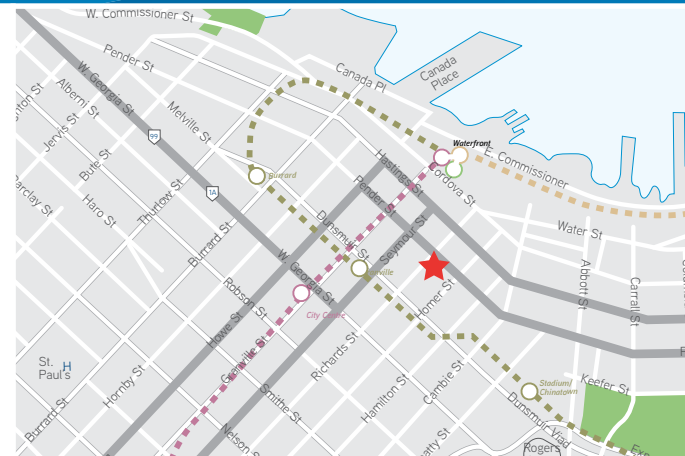 W. Commissioner St
Pender St
Canada Pl
Canada
Place
W. Georgia St
Alberni St
Melville St
Jervis St
Bute St
99
Waterfront
E. Commissioner
Hastings St
Cordova St
Burrard
Pender St
1A
Thurlow St
Haro St
Burrard St
Dunsmuir St
Seymour St
Water St
W. Georgia St
Abbott St
Carrall St
Robson St
Homer St
City Centre
Howe St
Granville St
Richards St
St.
Paul's
H
Hornby St
Smithe St
Hamilton St
Cambie St
Keefer St
Stadium/
Chinatown
Burrard St
Nelson St
Dunsmuir Viad
Rogers